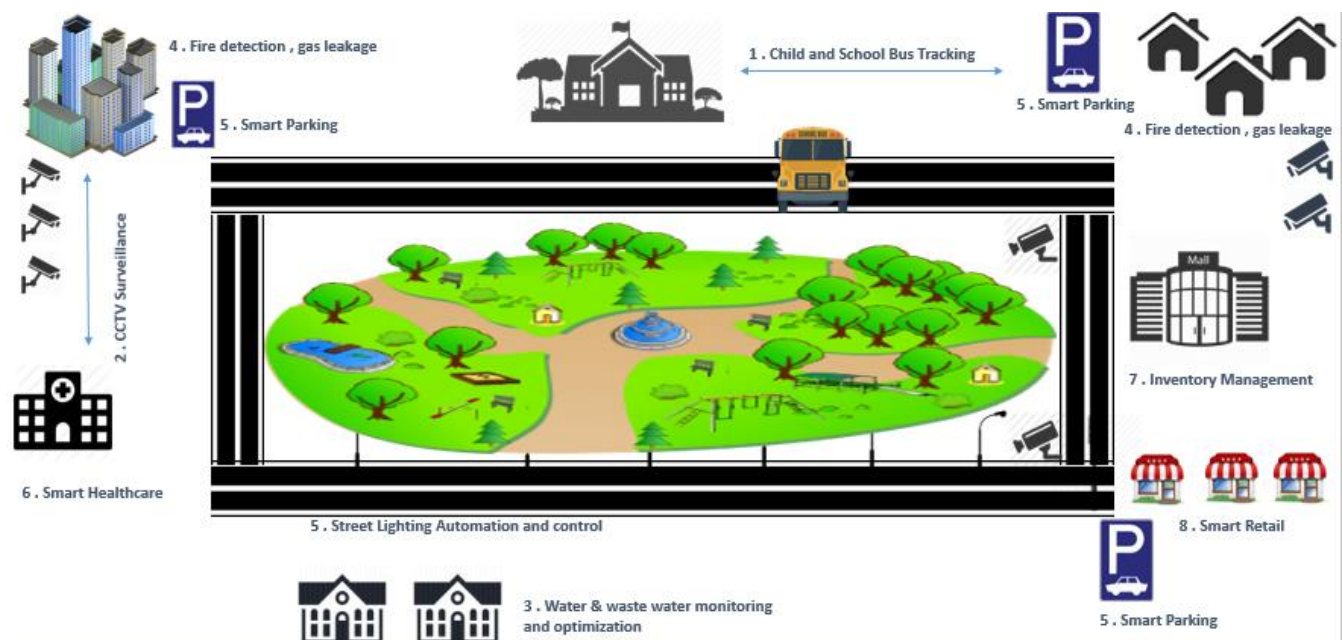 4 . Fire detection , gas leakage
P
5 . Smart Parking
1 . Child and School Bus Tracking
P
5 . Smart Parking
4 . Fire detection , gas leakage
SCHOOL BUS
2 . CCTV Surveillance
Mall
7 . Inventory Management
6 . Smart Healthcare
5 . Street Lighting Automation and control
8 . Smart Retail
P
5 . Smart Parking
3 . Water & waste water monitoring
and optimization